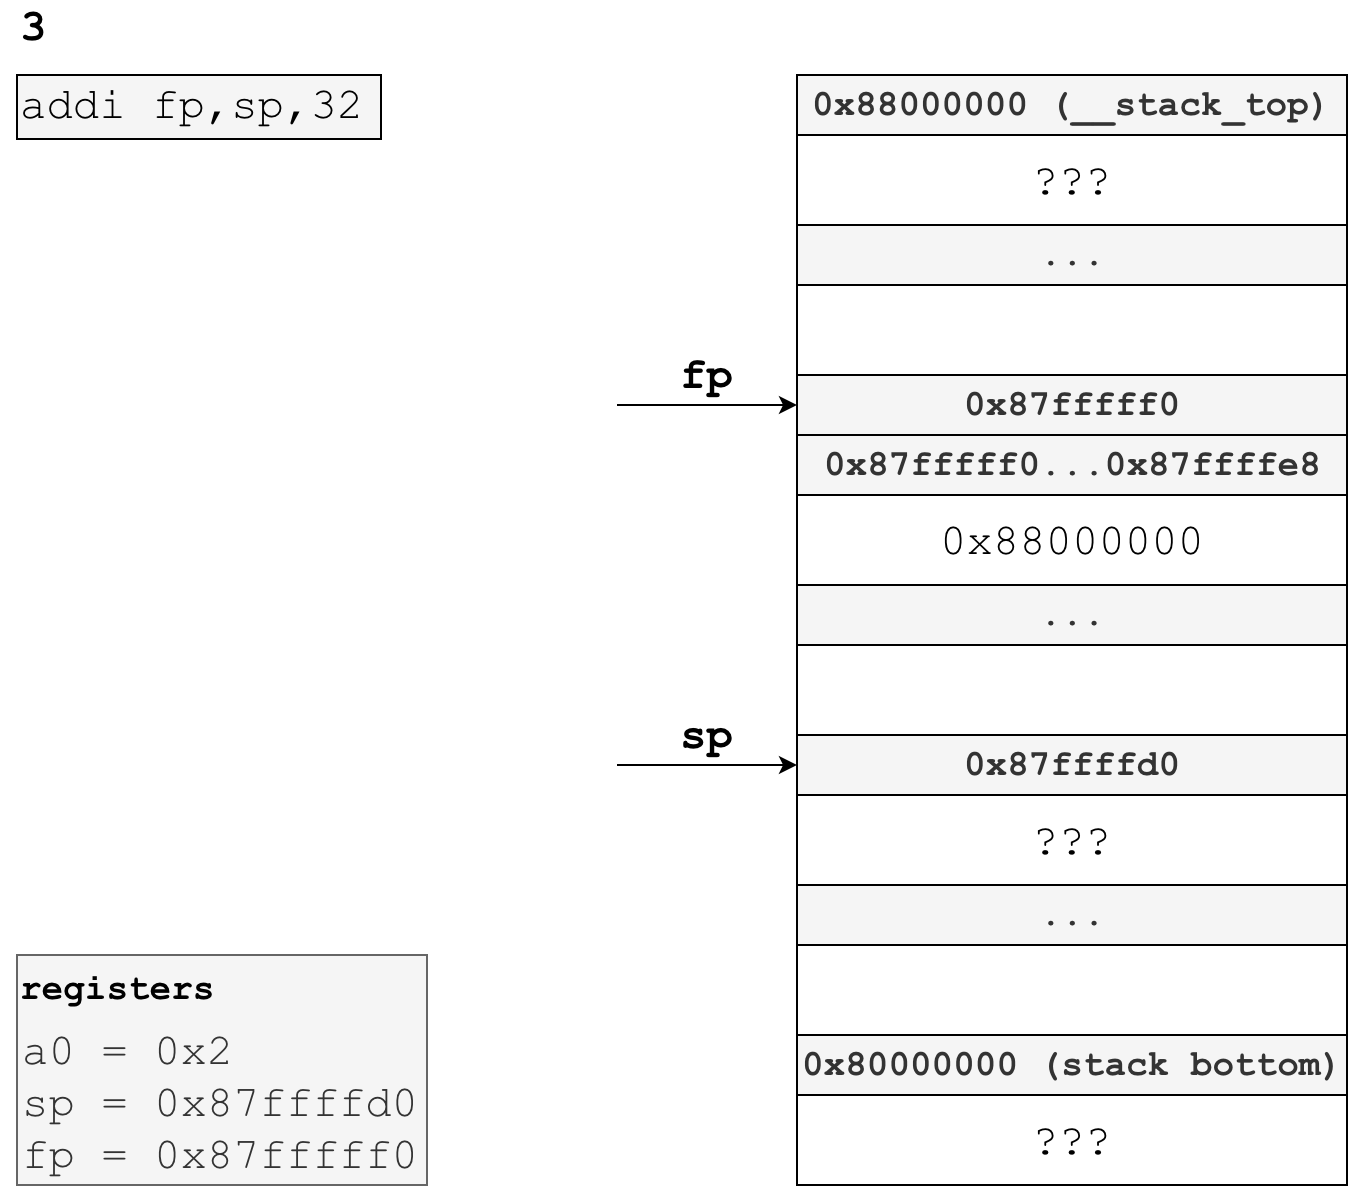 3
addi fp,sp,32
0x88000000 (__stack_top)
???
...
fp
0x87fffff0
0x87fffff0...0x87ffffe8
0x88000000
...
sp
0x87ffffd0
???
...
0x80000000 (stack bottom)
???
registers
a0 = 0x2
sp = 0x87ffffd0
fp = 0x87fffff0